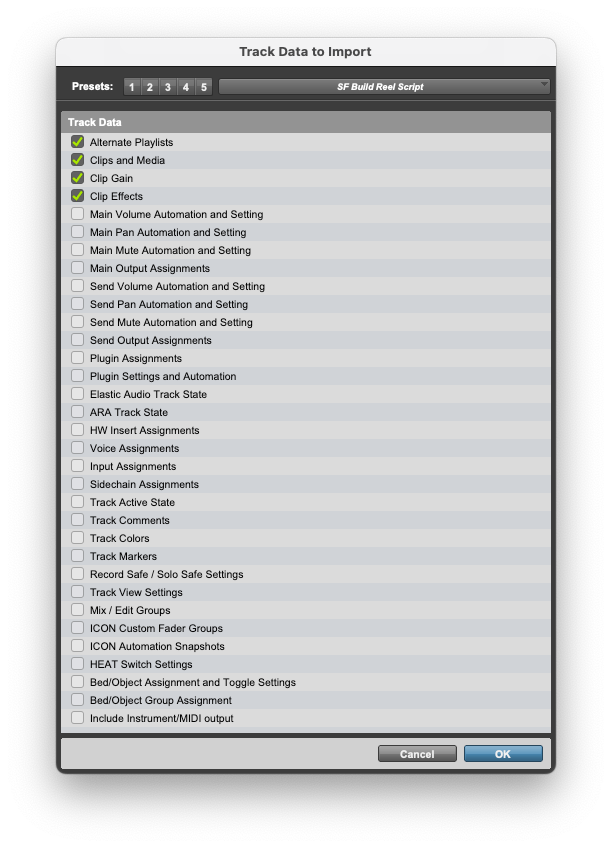 Track Data to Import
Presets: 1 2 3 4 5 SF Build Reel Script
Track Data
Alternate Playlists
Clips and Media
Clip Gain
Clip Effects
Main Volume Automation and Setting
Main Pan Automation and Setting
Main Mute Automation and Setting
Main Output Assignments
Send Volume Automation and Setting
Send Pan Automation and Setting
Send Mute Automation and Setting
Send Output Assignments
Plugin Assignments
Plugin Settings and Automation
Elastic Audio Track State
ARA Track State
HW Insert Assignments
Voice Assignments
Input Assignments
Sidechain Assignments
Track Active State
Track Comments
Track Colors
Track Markers
Record Safe / Solo Safe Settings
Track View Settings
Mix / Edit Groups
ICON Custom Fader Groups
ICON Automation Snapshots
HEAT Switch Settings
Bed/Object Assignment and Toggle Settings
Bed/Object Group Assignment
Include Instrument/MIDI output
Cancel OK